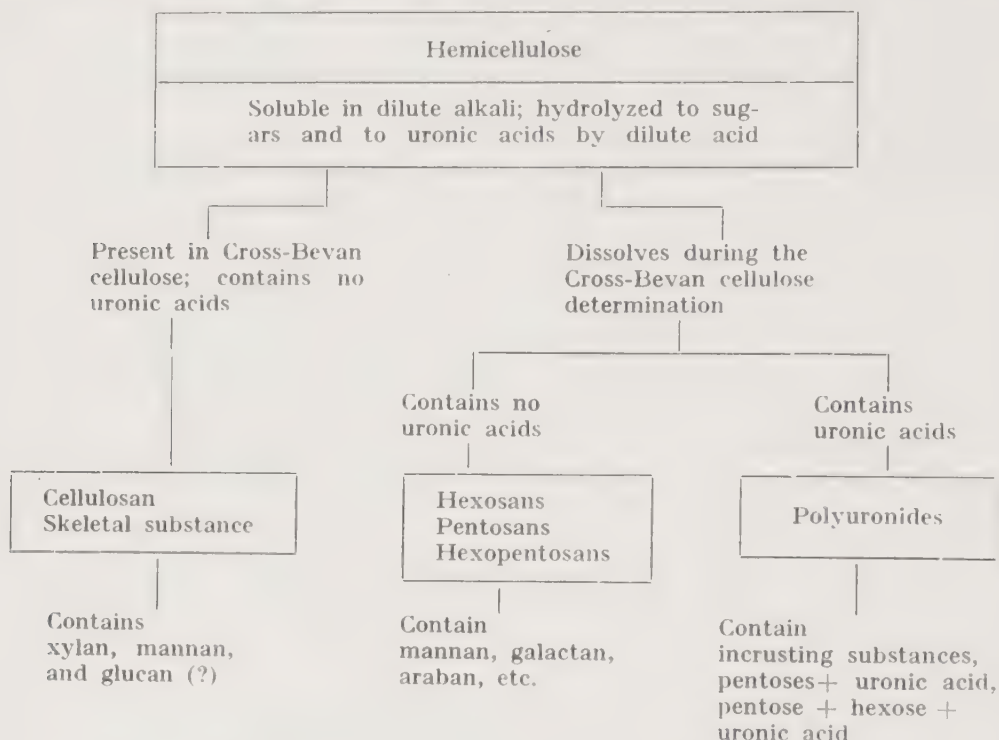 Hemicellulose
Soluble in dilute alkali; hydrolyzed to sug-
ars and to uronic acids by dilute acid
Present in Cross-Bevan
cellulose; contains no
uronic acids
Dissolves during the
Cross-Bevan cellulose
determination
Contains no
uronic acids
Contains
uronic acids
Cellulosan
Skeletal substance
Hexosans
Pentosans
Hexopentosans
Polyuronides
Contains
xylan, mannan,
and glucan (?)
Contain
mannan, galactan,
araban, etc.
Contain
incrusting substances,
pentoses+ uronic acid,
pentose + hexose +
uronic acid